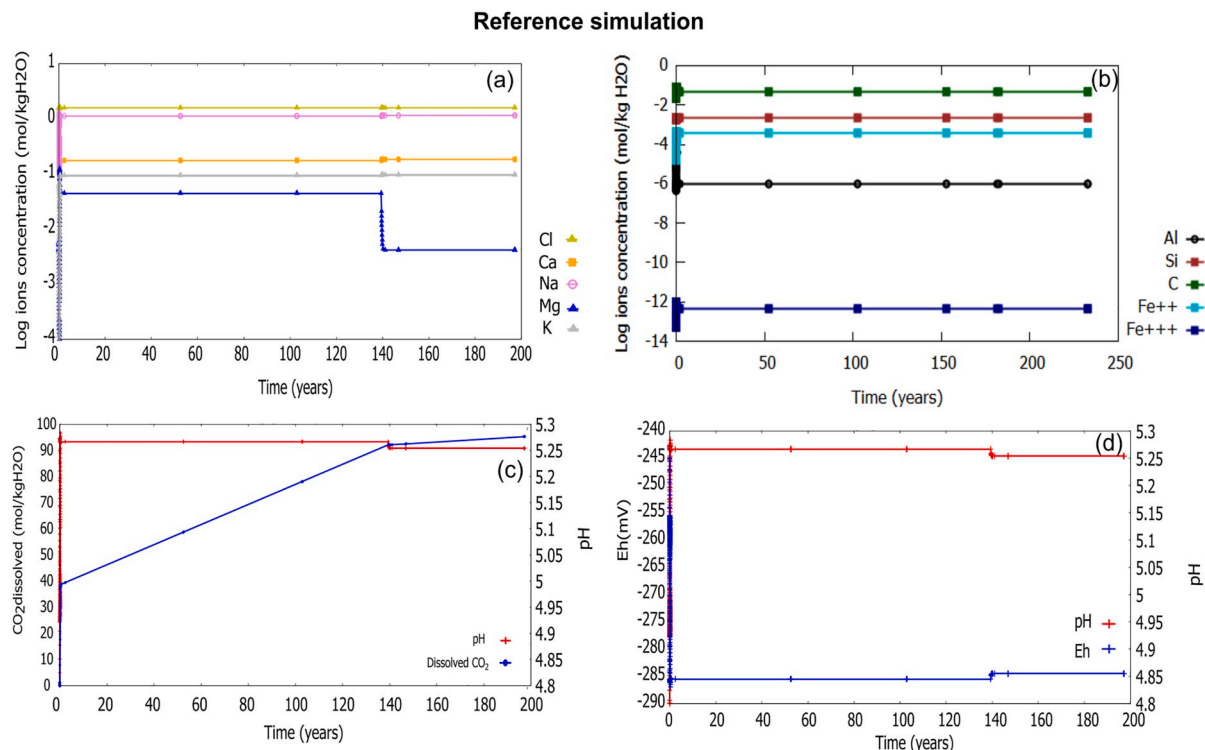 Reference simulation
(a)
Log ions concentration (mol/kgH2O)
1
0
-1
-2
-3
-4
0 20 40 60 80 100 120 140 160 180 200
Time (years)
Cl
Ca
Na
Mg
K
(b)
Log ions concentration (mol/kg H2O)
0
-2
-4
-6
-8
-10
-12
-14
0 50 100 150 200 250
Time (years)
Al
Si
C
Fe++
Fe+++
(c)
CO2dissolved (mol/kgH2O)
100
90
80
70
60
50
40
30
20
10
0
0 20 40 60 80 100 120 140 160 180 200
Time (years)
5.3
5.25
5.2
5.15
5.1
5.05
5
4.95
4.9
4.85
4.8
pH
pH
Dissolved CO2
(d)
Eh(mV)
-240
-245
-250
-255
-260
-265
-270
-275
-280
-285
-290
0 20 40 60 80 100 120 140 160 180 200
Time (years)
5.3
5.25
5.2
5.15
5.1
5.05
5
4.95
4.9
4.85
4.8
pH
pH
Eh